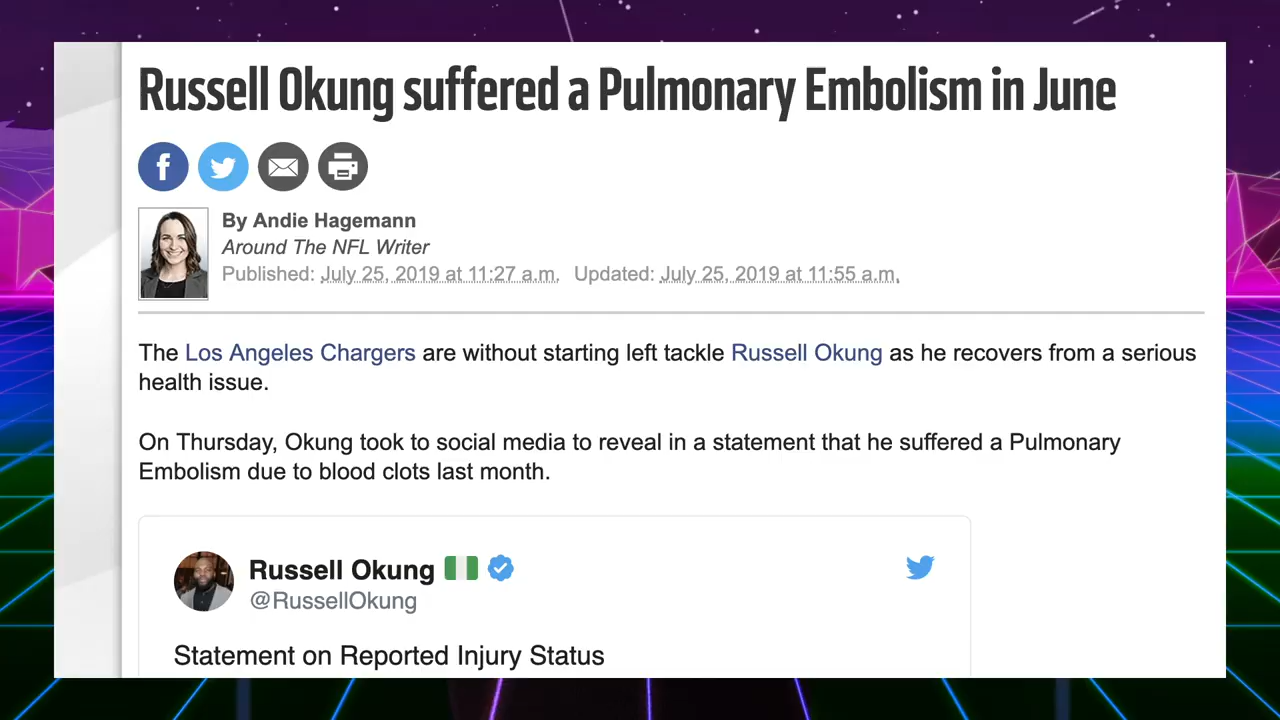 Russell Okung suffered a Pulmonary Embolism in June
f
By Andie Hagemann
Around The NFL Writer
Published: July 25, 2019 at 11:27 a.m. Updated: July 25, 2019 at 11:55 a.m.
The Los Angeles Chargers are without starting left tackle Russell Okung as he recovers from a serious
health issue.
On Thursday, Okung took to social media to reveal in a statement that he suffered a Pulmonary
Embolism due to blood clots last month.
Russell Okung 🇳🇬
@RussellOkung
Statement on Reported Injury Status